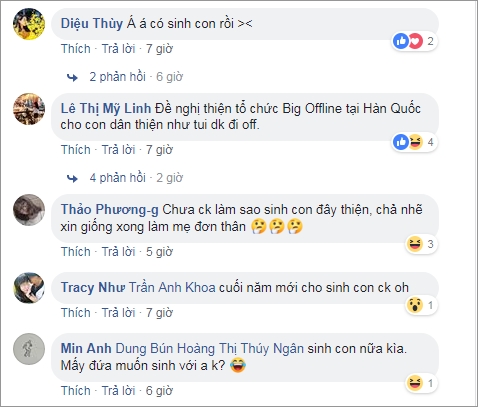 Diệu Thùy Á á có sinh con rồi ><
2
Thích · Trả lời · 7 giờ
2 phản hồi · 6 giờ
Lê Thị Mỹ Linh Đề nghị thiện tổ chức Big Offline tại Hàn Quốc
cho con dân thiện như tui dk đi off.
4
Thích · Trả lời · 7 giờ
4 phản hồi · 2 giờ
Thảo Phương-g Chưa ck làm sao sinh con đây thiện, chả nhẽ
xin giống xong làm mẹ đơn thân 🤔🤔🤔
3
Thích · Trả lời · 5 giờ
Tracy Như Trần Anh Khoa cuối năm mới cho sinh con ck oh
1
Thích · Trả lời · 7 giờ
Min Anh Dung Bún Hoàng Thị Thúy Ngân sinh con nữa kìa.
Mấy đứa muốn sinh với a k? 😂
1
Thích · Trả lời · 6 giờ